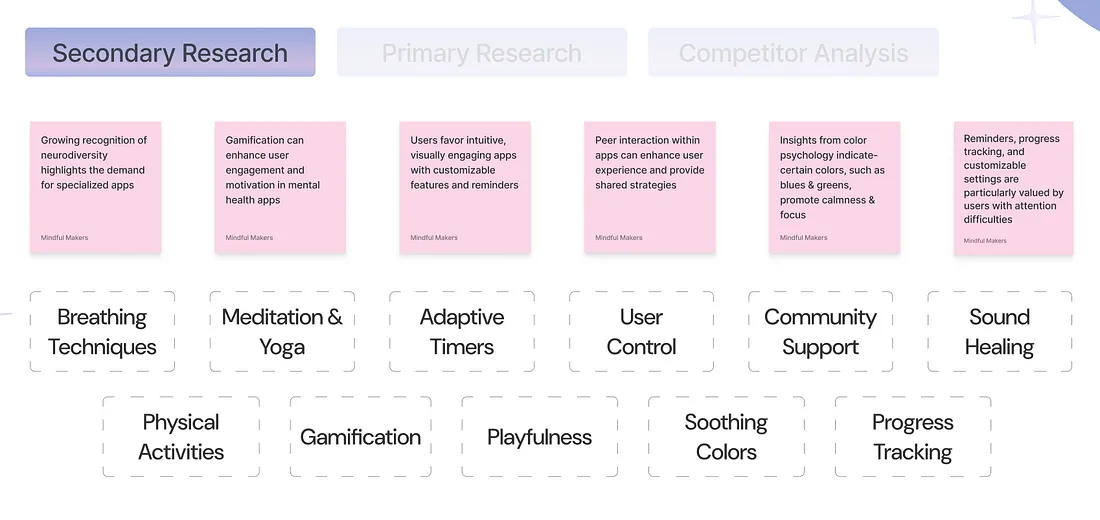 Secondary Research
Primary Research
Competitor Analysis
Growing recognition of
neurodiversity
highlights the demand
for specialized apps
Mindful Makers
Gamification can
enhance user
engagement and
motivation in mental
health apps
Mindful Makers
Users favor intuitive,
visually engaging apps
with customizable
features and reminders
Mindful Makers
Peer interaction within
apps can enhance user
experience and provide
shared strategies
Mindful Makers
Insights from color
psychology indicate-
certain colors, such as
blues & greens,
promote calmness &
focus
Mindful Makers
Reminders, progress
tracking, and
customizable
settings are
particularly valued by
users with attention
difficulties
Mindful Makers
Breathing
Techniques
Meditation &
Yoga
Adaptive
Timers
User
Control
Community
Support
Sound
Healing
Physical
Activities
Gamification
Playfulness
Soothing
Colors
Progress
Tracking